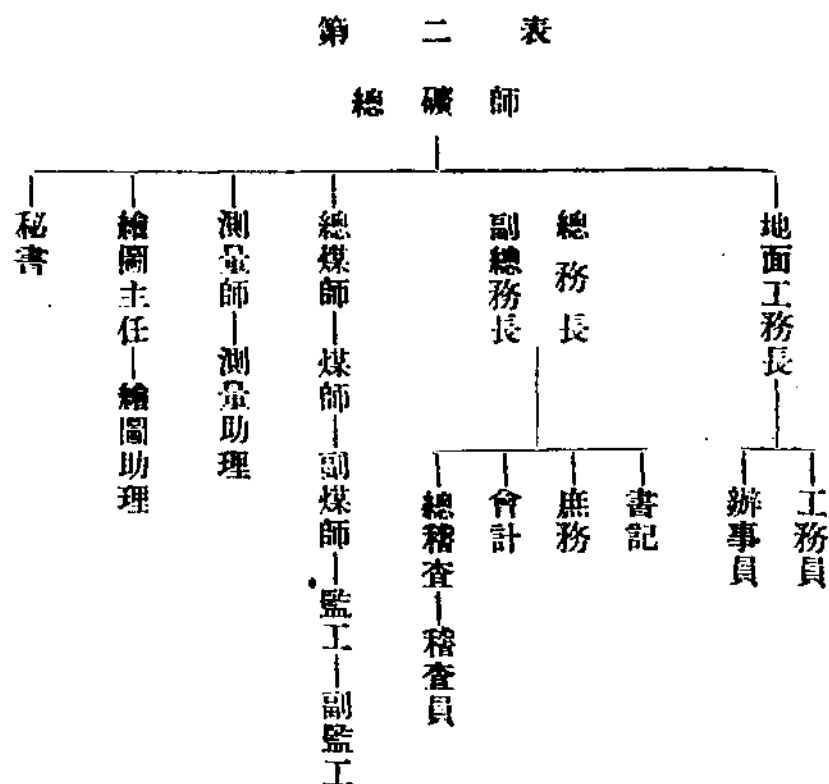 第二表
總礦師
地面工務長
工務員
辦事員
總務長
副總務長
書記
庶務
會計
總稽查—稽查員
總煤師—煤師—副煤師—監工—副監工
測量師—測量助理
繪圖主任—繪圖助理
秘書